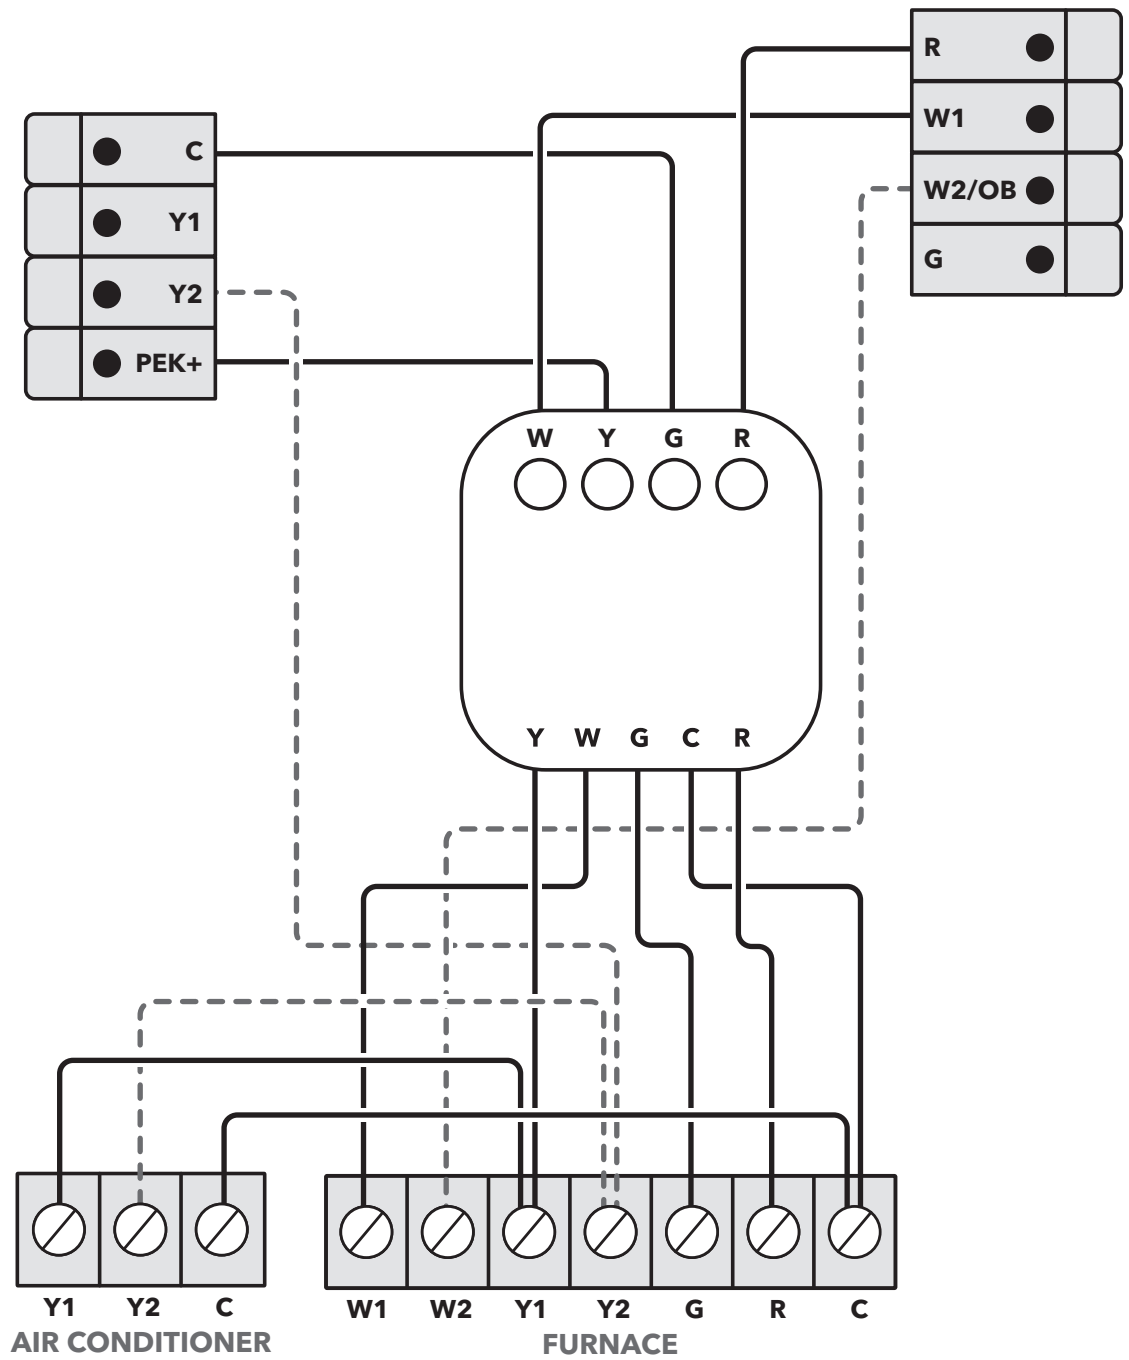 R
W1
W2/OB
G
C
Y1
Y2
PEK+
W Y G R
Y W G C R
Y1 Y2 C
AIR CONDITIONER
W1 W2 Y1 Y2 G R C
FURNACE